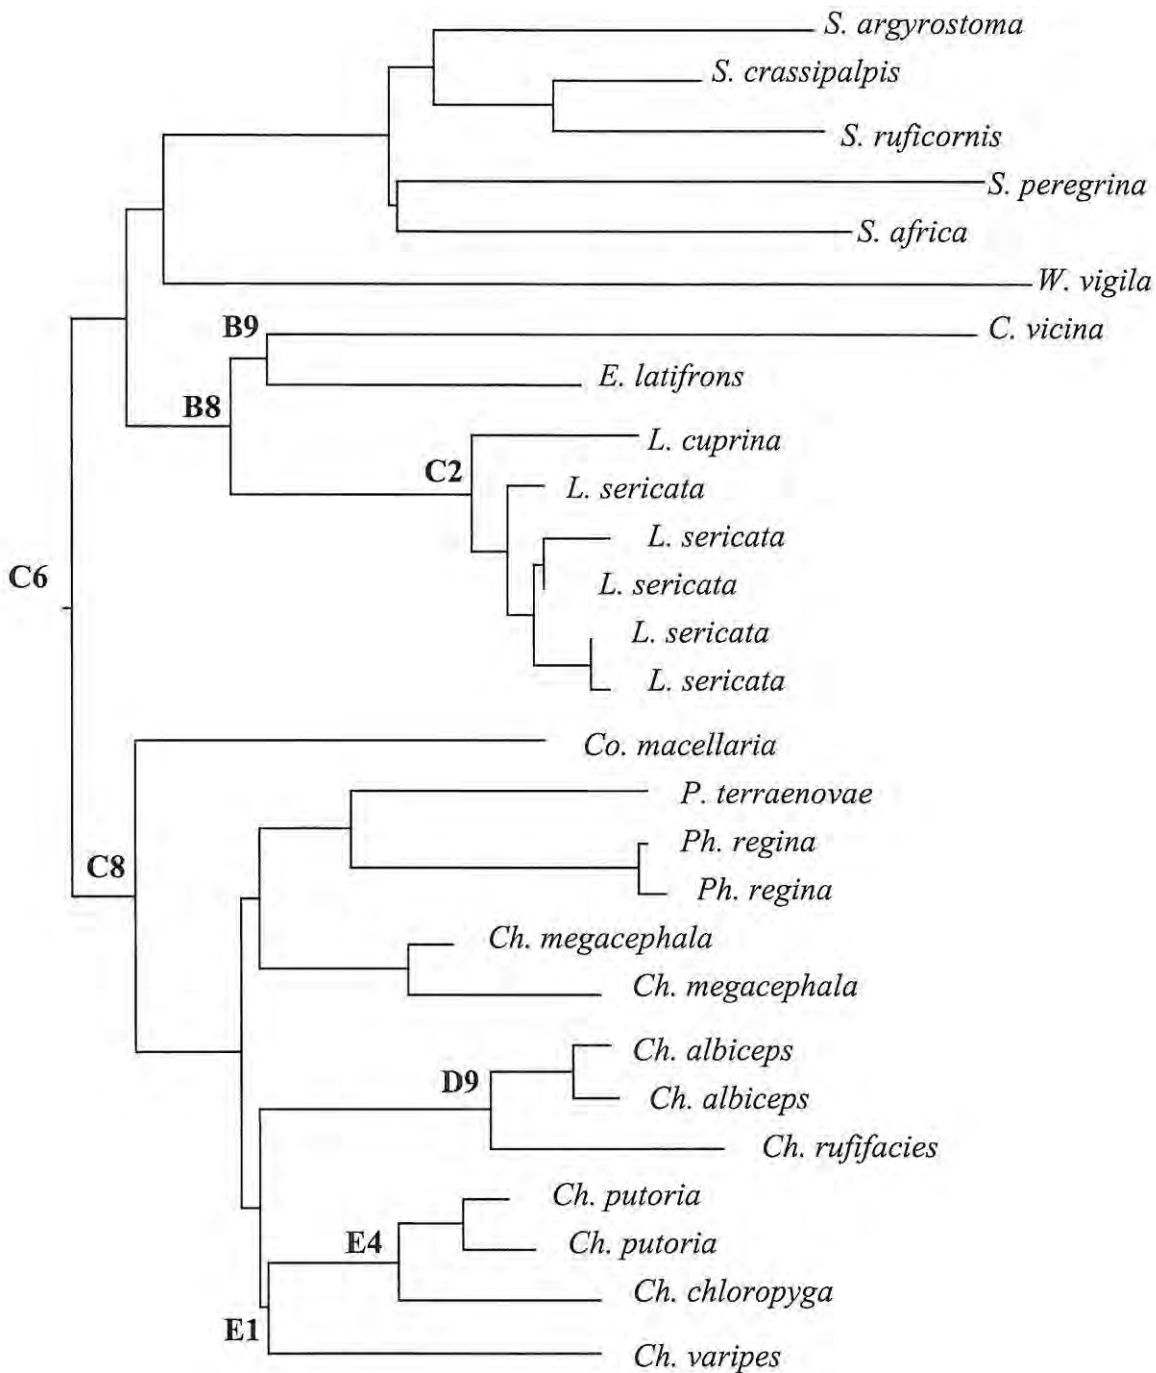 S. argyrostoma
S. crassipalpis
S. ruficornis
S. peregrina
S. africa
W. vigila
B9
C. vicina
E. latifrons
B8
L. cuprina
C2
L. sericata
L. sericata
C6
L. sericata
L. sericata
L. sericata
Co. macellaria
P. terraenovae
Ph. regina
C8
Ph. regina
Ch. megacephala
Ch. megacephala
Ch. albiceps
D9
Ch. albiceps
Ch. rufifacies
Ch. putoria
E4
Ch. putoria
Ch. chloropyga
E1
Ch. varipes